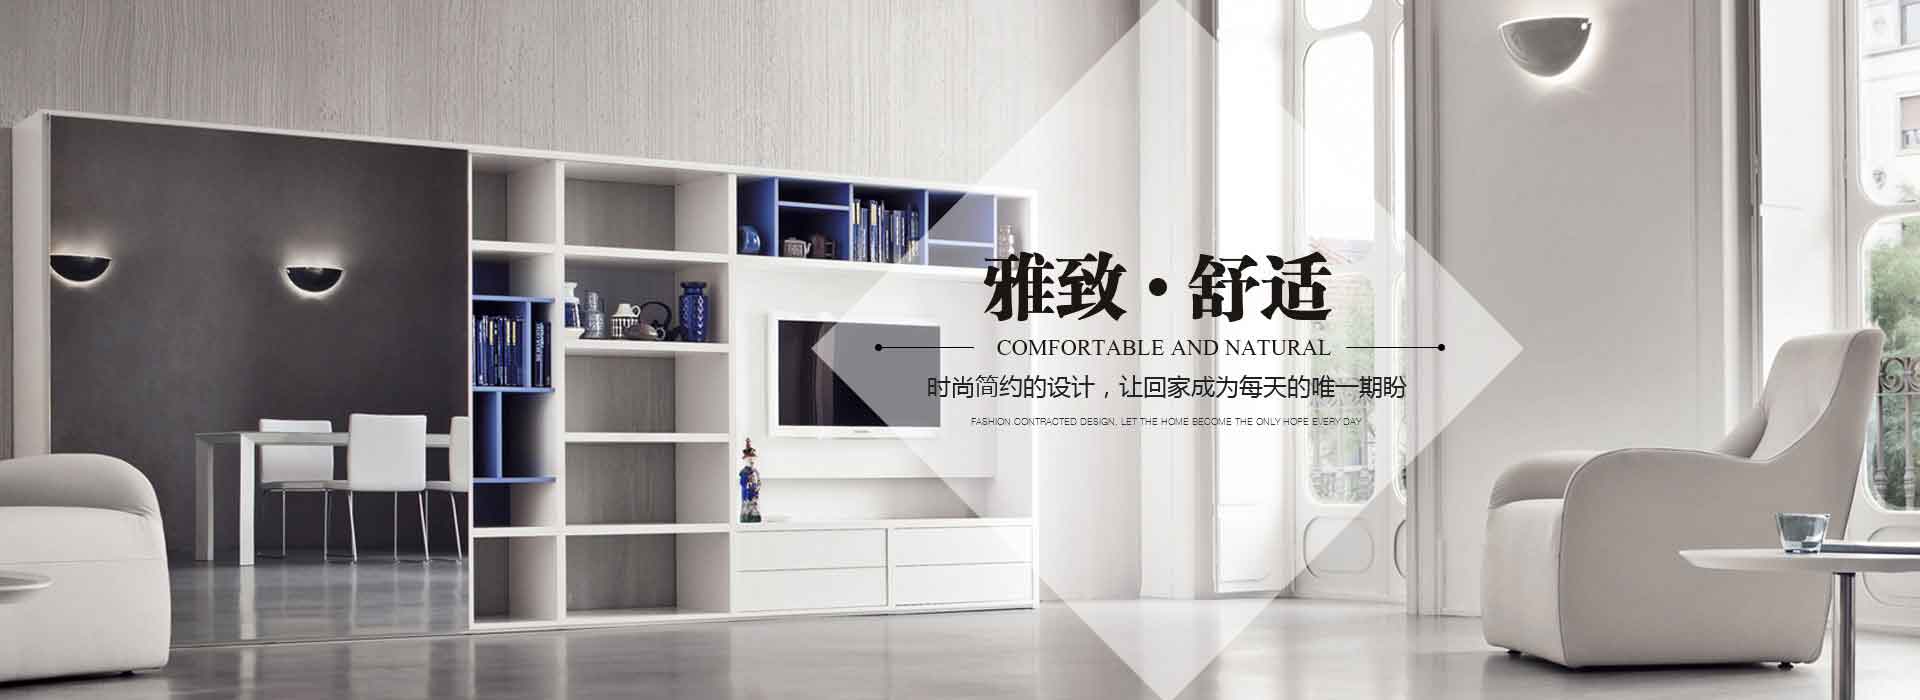 雅致·舒适
COMFORTABLE AND NATURAL
时尚简约的设计，让回家成为每天的唯一期盼
FASHION CONTRACTED DESIGN, LET THE HOME BECOME THE ONLY HOPE EVERY DAY